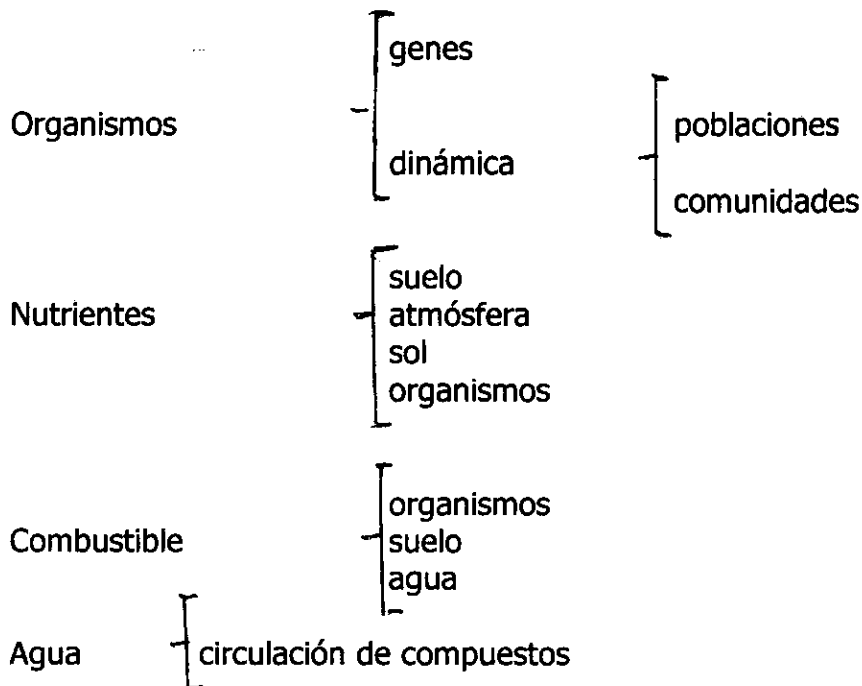 genes
Organismos
dinámica
poblaciones
comunidades
Nutrientes
suelo
atmósfera
sol
organismos
Combustible
organismos
suelo
agua
Agua
circulación de compuestos